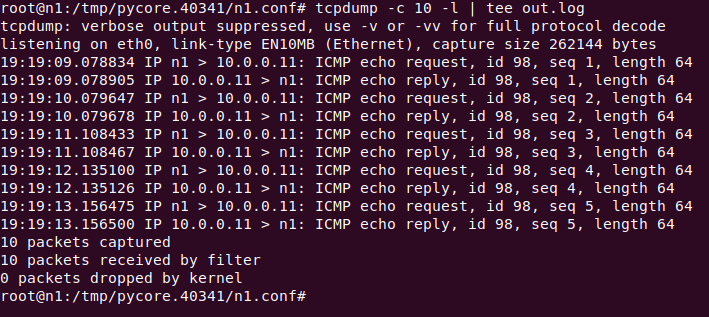 root@n1:/tmp/pycore.40341/n1.conf# tcpdump -c 10 -l | tee out.log
tcpdump: verbose output suppressed, use -v or -vv for full protocol decode
listening on eth0, link-type EN10MB (Ethernet), capture size 262144 bytes
19:19:09.078834 IP n1 > 10.0.0.11: ICMP echo request, id 98, seq 1, length 64
19:19:09.078905 IP 10.0.0.11 > n1: ICMP echo reply, id 98, seq 1, length 64
19:19:10.079647 IP n1 > 10.0.0.11: ICMP echo request, id 98, seq 2, length 64
19:19:10.079678 IP 10.0.0.11 > n1: ICMP echo reply, id 98, seq 2, length 64
19:19:11.108433 IP n1 > 10.0.0.11: ICMP echo request, id 98, seq 3, length 64
19:19:11.108467 IP 10.0.0.11 > n1: ICMP echo reply, id 98, seq 3, length 64
19:19:12.135100 IP n1 > 10.0.0.11: ICMP echo request, id 98, seq 4, length 64
19:19:12.135126 IP 10.0.0.11 > n1: ICMP echo reply, id 98, seq 4, length 64
19:19:13.156475 IP n1 > 10.0.0.11: ICMP echo request, id 98, seq 5, length 64
19:19:13.156500 IP 10.0.0.11 > n1: ICMP echo reply, id 98, seq 5, length 64
10 packets captured
10 packets received by filter
0 packets dropped by kernel
root@n1:/tmp/pycore.40341/n1.conf#